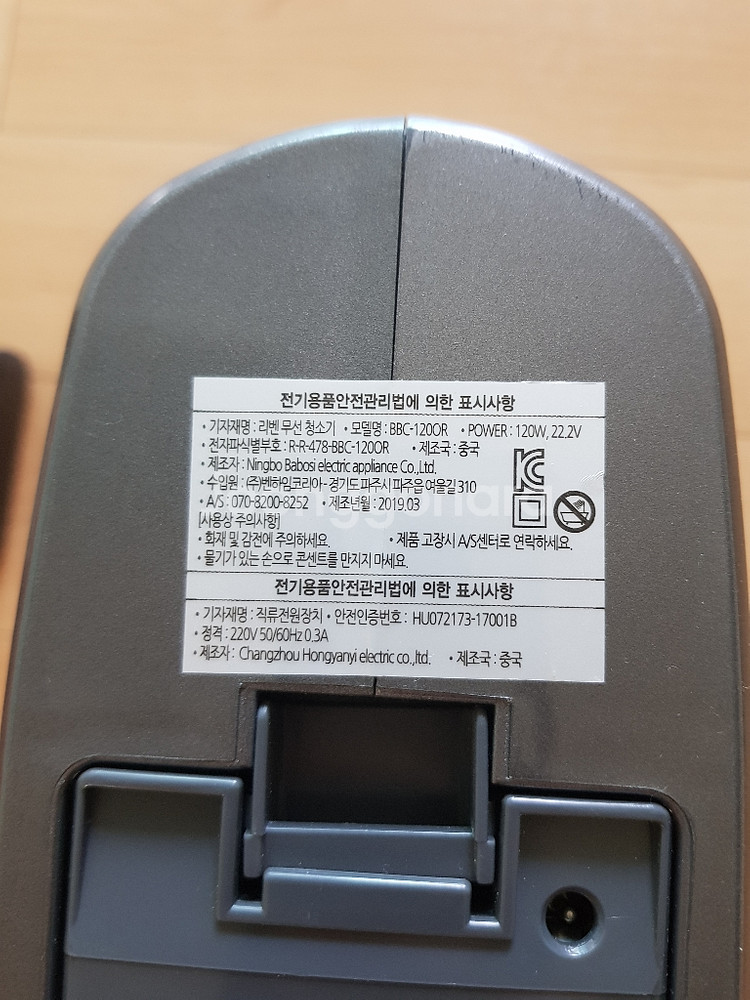 전기용품안전관리법에 의한 표시사항
• 기자재명 : 리벤 무선 청소기 • 모델명 : BBC-120OR • POWER : 120W, 22.2V
• 전자파식별부호 : R-R-478-BBC-120OR • 제조국 : 중국
• 제조자 : Ningbo Babosi electric appliance Co.,Ltd.
• 수입원 : (주)벤하임코리아 - 경기도 파주시 파주읍 여울길 310
• A/S : 070-8200-8252 • 제조년월 : 2019.03
[사용상 주의사항]
• 화재 및 감전에 주의하세요. • 제품 고장시 A/S센터로 연락하세요.
• 물기가 있는 손으로 콘센트를 만지지 마세요.
전기용품안전관리법에 의한 표시사항
• 기자재명 : 직류전원장치 • 안전인증번호 : HU072173-17001B
• 정격 : 220V 50/60Hz 0.3A
• 제조자 : Changzhou Hongyanyi electric co.,ltd. • 제조국 : 중국